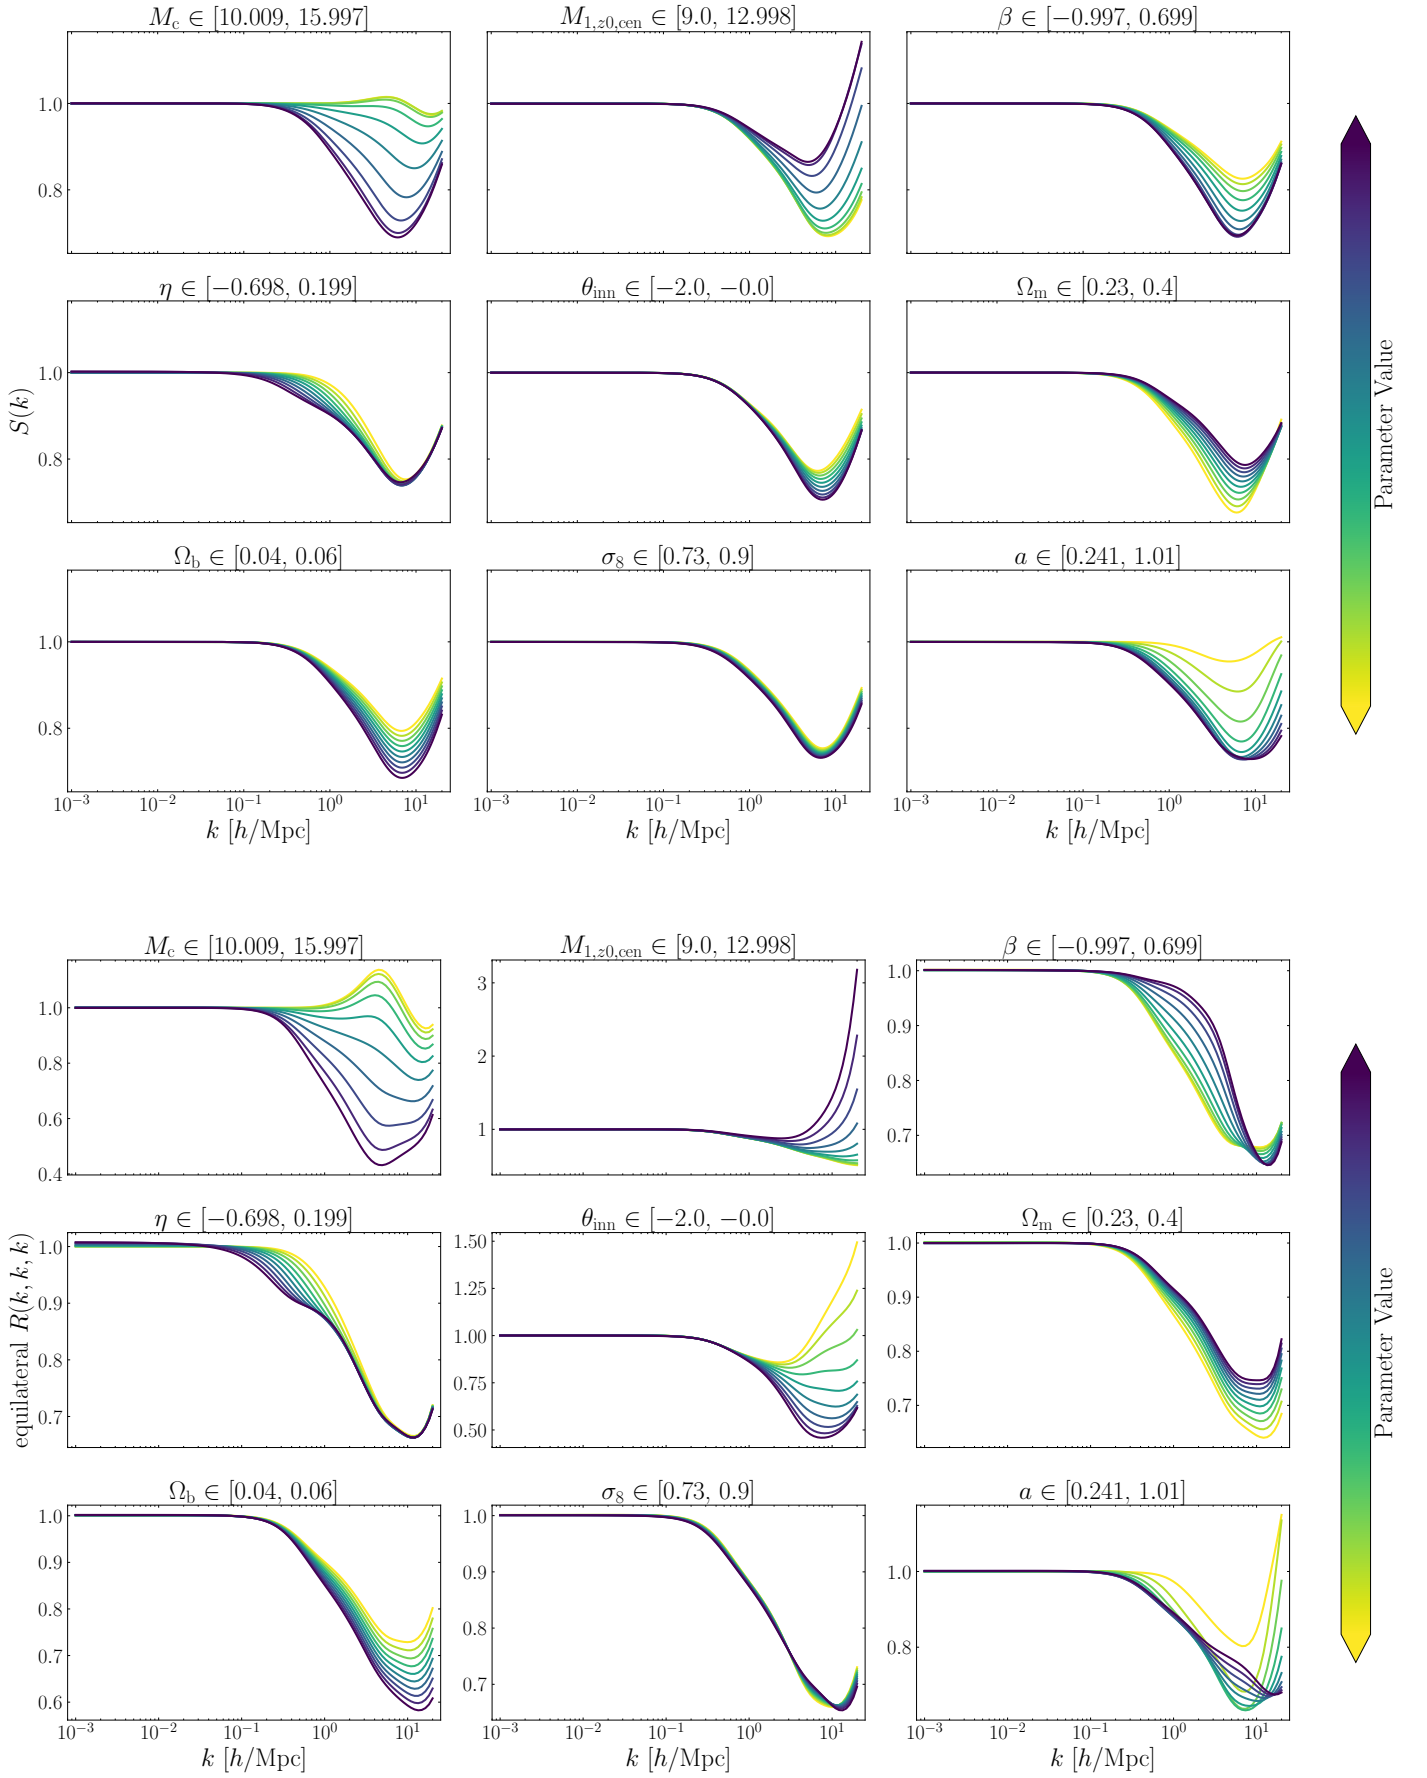 M_c ∈ [10.009, 15.997] M_{1,z0,cen} ∈ [9.0, 12.998] β ∈ [−0.997, 0.699]
1.0
0.8
η ∈ [−0.698, 0.199] θ_inn ∈ [−2.0, −0.0] Ω_m ∈ [0.23, 0.4]
1.0
0.8
S(k)
Ω_b ∈ [0.04, 0.06] σ_8 ∈ [0.73, 0.9] a ∈ [0.241, 1.01]
1.0
0.8
10^{-3} 10^{-2} 10^{-1} 10^0 10^1 10^{-3} 10^{-2} 10^{-1} 10^0 10^1 10^{-3} 10^{-2} 10^{-1} 10^0 10^1
k [h/Mpc] k [h/Mpc] k [h/Mpc]
Parameter Value
M_c ∈ [10.009, 15.997] M_{1,z0,cen} ∈ [9.0, 12.998] β ∈ [−0.997, 0.699]
1.0
0.8
0.6
0.4
3
2
1
1.0
0.9
0.8
0.7
η ∈ [−0.698, 0.199] θ_inn ∈ [−2.0, −0.0] Ω_m ∈ [0.23, 0.4]
1.0
0.9
0.8
0.7
equilateral R(k, k, k)
1.50
1.25
1.00
0.75
0.50
1.0
0.9
0.8
0.7
Ω_b ∈ [0.04, 0.06] σ_8 ∈ [0.73, 0.9] a ∈ [0.241, 1.01]
1.0
0.9
0.8
0.7
0.6
1.0
0.9
0.8
0.7
1.0
0.8
10^{-3} 10^{-2} 10^{-1} 10^0 10^1 10^{-3} 10^{-2} 10^{-1} 10^0 10^1 10^{-3} 10^{-2} 10^{-1} 10^0 10^1
k [h/Mpc] k [h/Mpc] k [h/Mpc]
Parameter Value